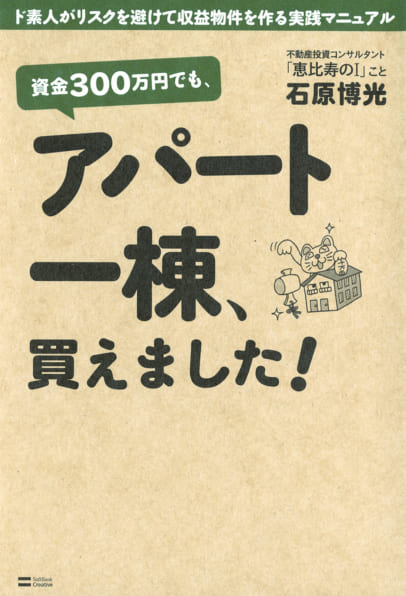 ド素人がリスクを避けて収益物件を作る実践マニュアル
資金300万円でも、
不動産投資コンサルタント
「恵比寿のI」こと
石原博光
アパート
一棟、
買えました!
SoftBank
Creative